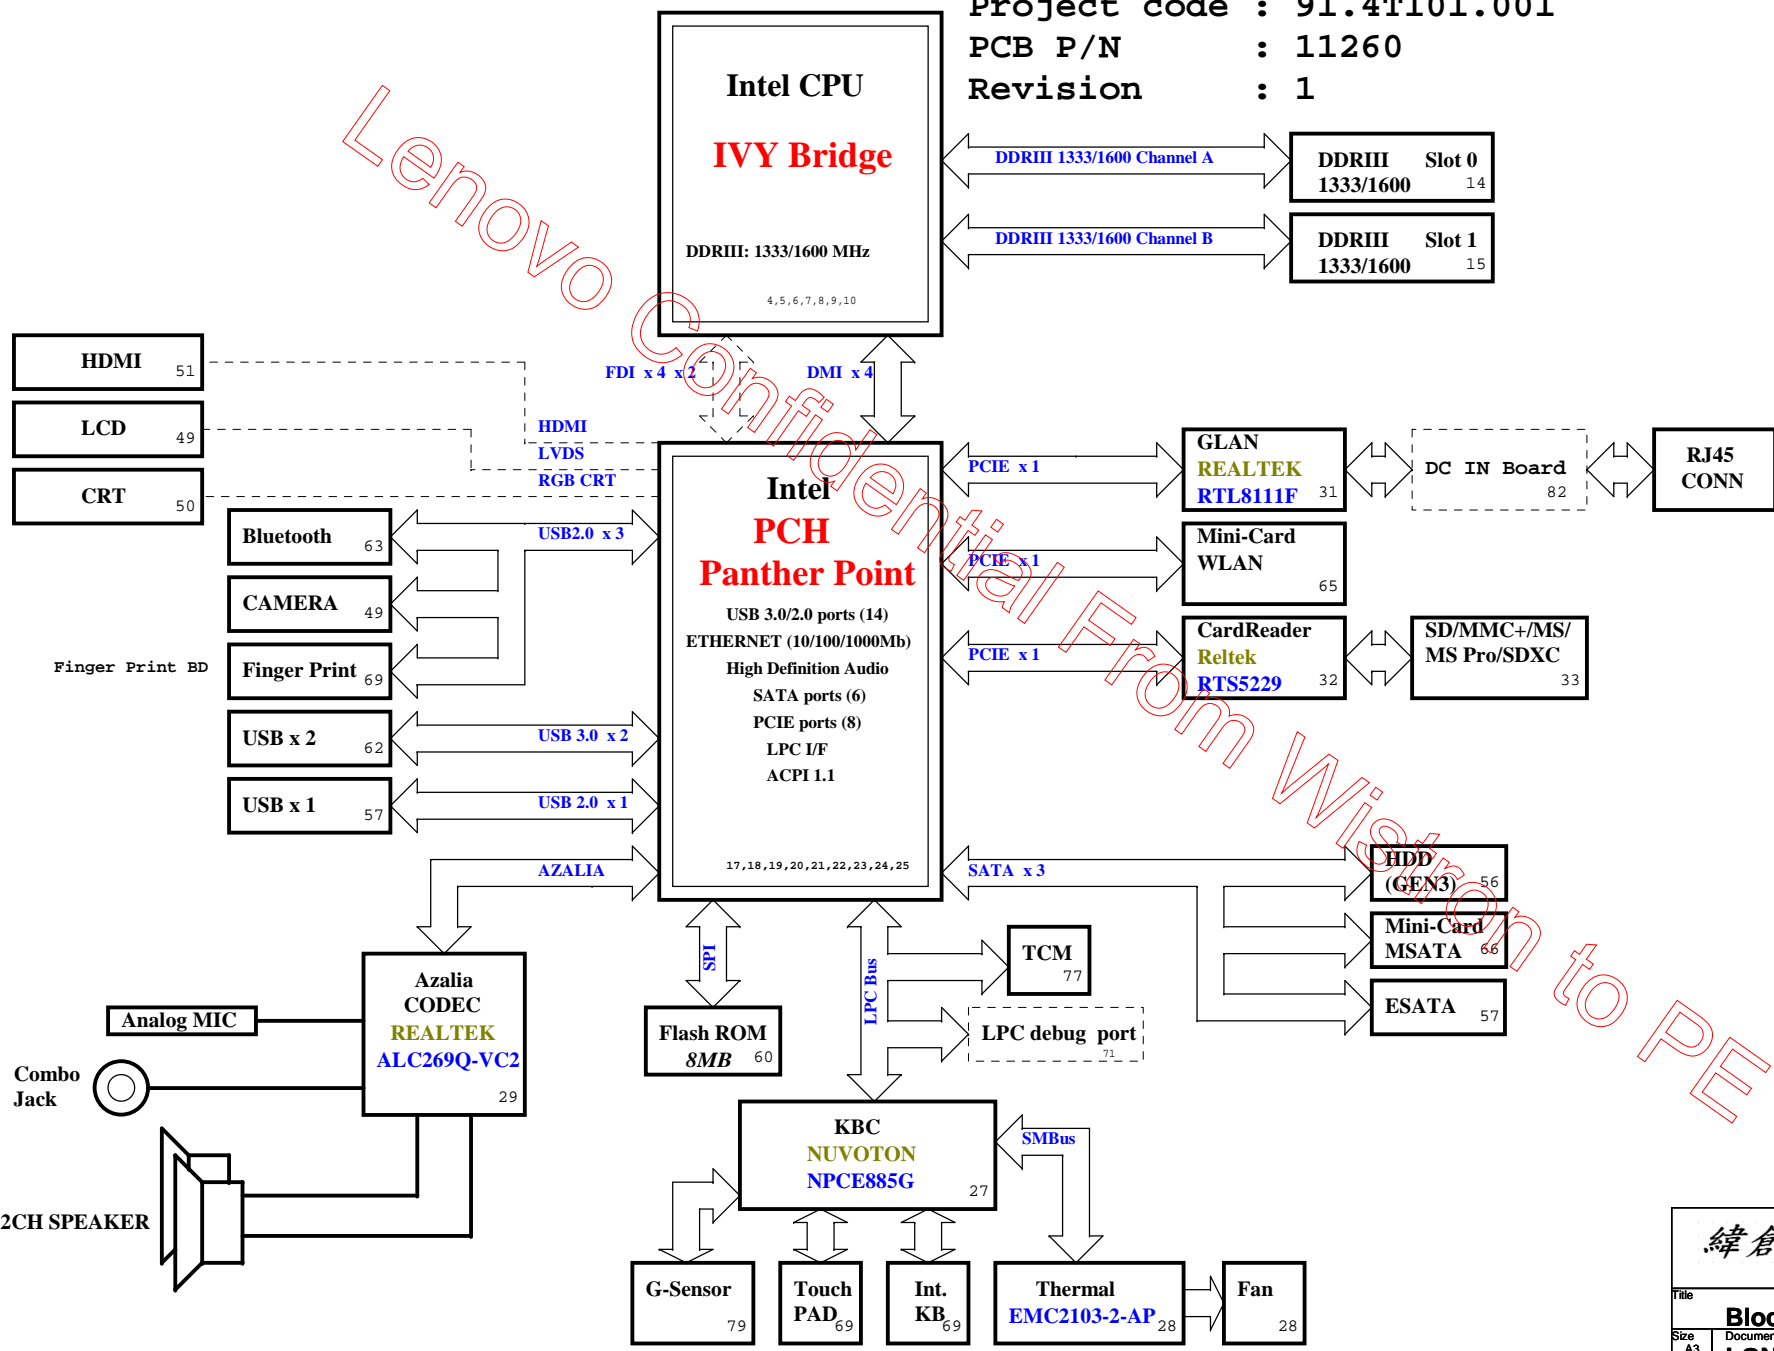 Project code : 91.4TI01.001
PCB P/N : 11260
Revision : 1
Intel CPU
IVY Bridge
DDRIII: 1333/1600 MHz
4,5,6,7,8,9,10
DDRIII 1333/1600 Channel A
DDRIII Slot 0
1333/1600 14
DDRIII 1333/1600 Channel B
DDRIII Slot 1
1333/1600 15
Lenovo Confidential From Wistron to PE
FDI x 4 x 2
DMI x 4
HDMI 51
LCD 49
CRT 50
HDMI
LVDS
RGB CRT
Intel
PCH
Panther Point
USB 3.0/2.0 ports (14)
ETHERNET (10/100/1000Mb)
High Definition Audio
SATA ports (6)
PCIE ports (8)
LPC I/F
ACPI 1.1
17,18,19,20,21,22,23,24,25
Bluetooth 63
USB2.0 x 3
CAMERA 49
Finger Print BD
Finger Print 69
USB x 2 62
USB 3.0 x 2
USB x 1 57
USB 2.0 x 1
AZALIA
PCIE x 1
GLAN
REALTEK
RTL8111F 31
DC IN Board
82
RJ45
CONN
PCIE x 1
Mini-Card
WLAN
65
PCIE x 1
CardReader
Reltek
RTS5229 32
SD/MMC+/MS/
MS Pro/SDXC
33
SATA x 3
HDD
(GEN3) 56
Mini-Card
MSATA 66
ESATA 57
SPI
LPC Bus
TCM
77
LPC debug port
71
Flash ROM
8MB 60
Azalia
CODEC
REALTEK
ALC269Q-VC2
29
Analog MIC
Combo
Jack
2CH SPEAKER
KBC
NUVOTON
NPCE885G
27
SMBus
G-Sensor
79
Touch
PAD 69
Int.
KB 69
Thermal
EMC2103-2-AP 28
Fan
28
緯創
Title
Size
A3